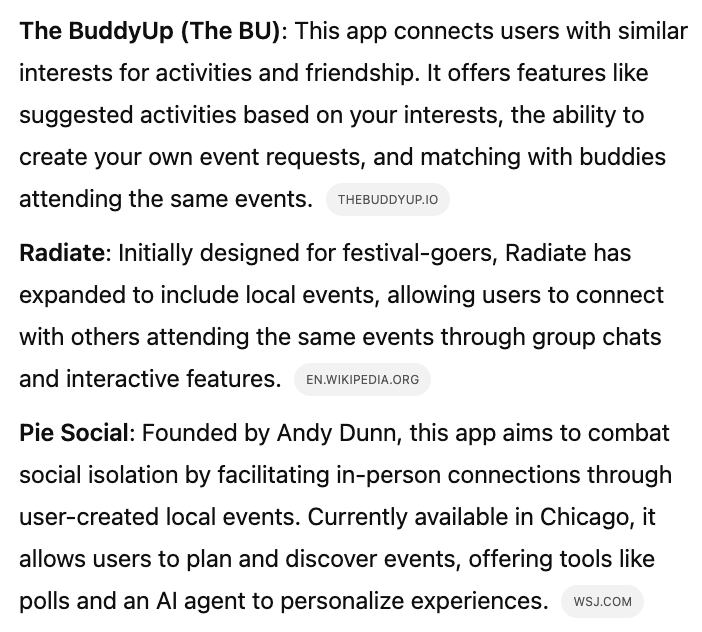 The BuddyUp (The BU): This app connects users with similar
interests for activities and friendship. It offers features like
suggested activities based on your interests, the ability to
create your own event requests, and matching with buddies
attending the same events. THEBUDDYUP.IO
Radiate: Initially designed for festival-goers, Radiate has
expanded to include local events, allowing users to connect
with others attending the same events through group chats
and interactive features. EN.WIKIPEDIA.ORG
Pie Social: Founded by Andy Dunn, this app aims to combat
social isolation by facilitating in-person connections through
user-created local events. Currently available in Chicago, it
allows users to plan and discover events, offering tools like
polls and an AI agent to personalize experiences. WSJ.COM